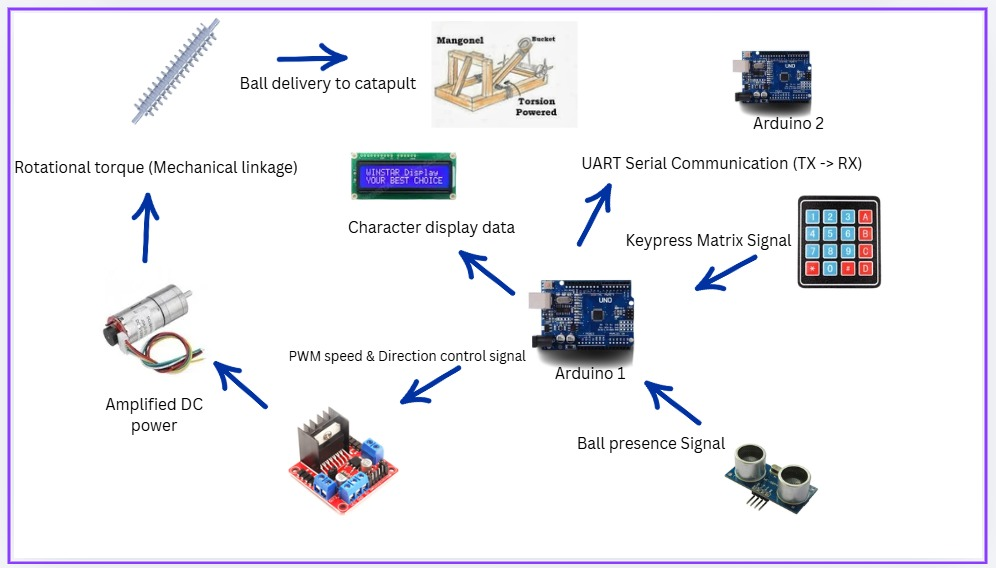 Mangonel
Bucket
Torsion
Powered
Ball delivery to catapult
UNO
Arduino 2
Rotational torque (Mechanical linkage)
WINSTAR Display
YOUR BEST CHOICE
UART Serial Communication (TX -> RX)
Character display data
Keypress Matrix Signal
1 2 3 A
4 5 6 B
7 8 9 C
* 0 # D
UNO
Arduino 1
PWM speed & Direction control signal
Amplified DC
power
Ball presence Signal